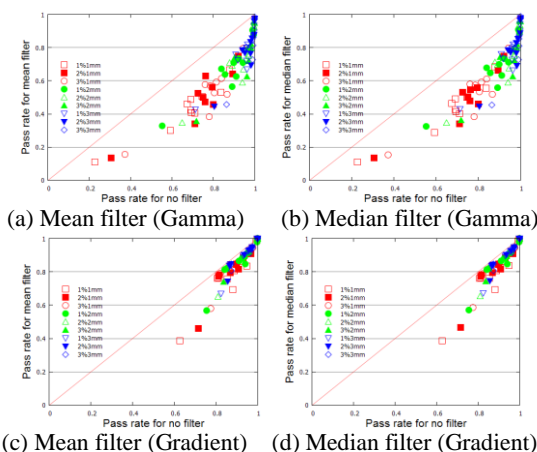 1
0.8
0.6
0.4
0.2
0
Pass rate for mean filter
1%1mm
2%1mm
3%1mm
1%2mm
2%2mm
3%2mm
1%3mm
2%3mm
3%3mm
0 0.2 0.4 0.6 0.8 1
Pass rate for no filter
(a) Mean filter (Gamma)
1
0.8
0.6
0.4
0.2
0
Pass rate for median filter
1%1mm
2%1mm
3%1mm
1%2mm
2%2mm
3%2mm
1%3mm
2%3mm
3%3mm
0 0.2 0.4 0.6 0.8 1
Pass rate for no filter
(b) Median filter (Gamma)
1
0.8
0.6
0.4
0.2
0
Pass rate for mean filter
1%1mm
2%1mm
3%1mm
1%2mm
2%2mm
3%2mm
1%3mm
2%3mm
3%3mm
0 0.2 0.4 0.6 0.8 1
Pass rate for no filter
(c) Mean filter (Gradient)
1
0.8
0.6
0.4
0.2
0
Pass rate for median filter
1%1mm
2%1mm
3%1mm
1%2mm
2%2mm
3%2mm
1%3mm
2%3mm
3%3mm
0 0.2 0.4 0.6 0.8 1
Pass rate for no filter
(d) Median filter (Gradient)